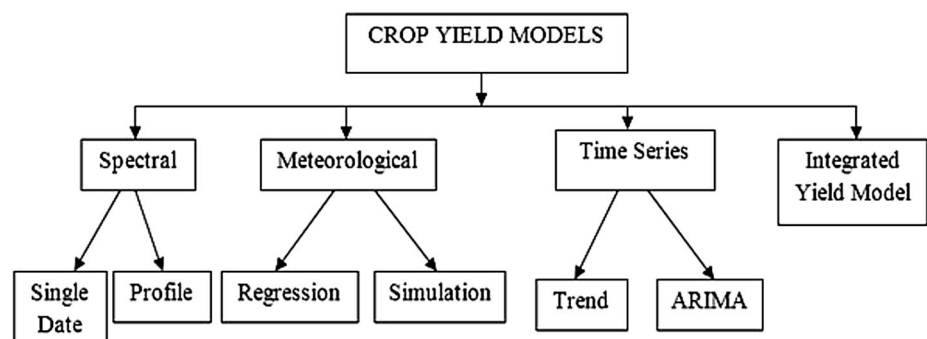 CROP YIELD MODELS
Spectral
Meteorological
Time Series
Integrated
Yield Model
Single
Date
Profile
Regression
Simulation
Trend
ARIMA